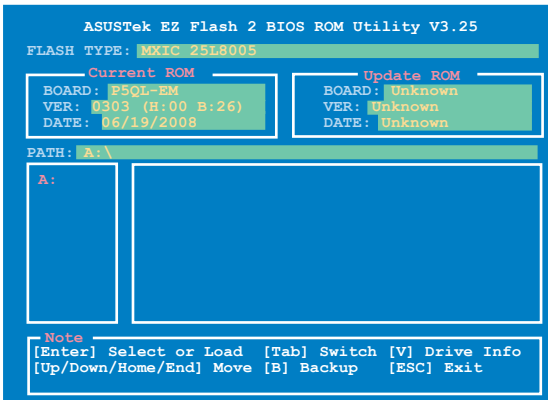 ASUSTek EZ Flash 2 BIOS ROM Utility V3.25
FLASH TYPE: MXIC 25L8005
Current ROM
BOARD: P5QL-EM
VER: 0303 (H:00 B:26)
DATE: 06/19/2008
Update ROM
BOARD: Unknown
VER: Unknown
DATE: Unknown
PATH: A:\
A:
Note
[Enter] Select or Load [Tab] Switch [V] Drive Info
[Up/Down/Home/End] Move [B] Backup [ESC] Exit